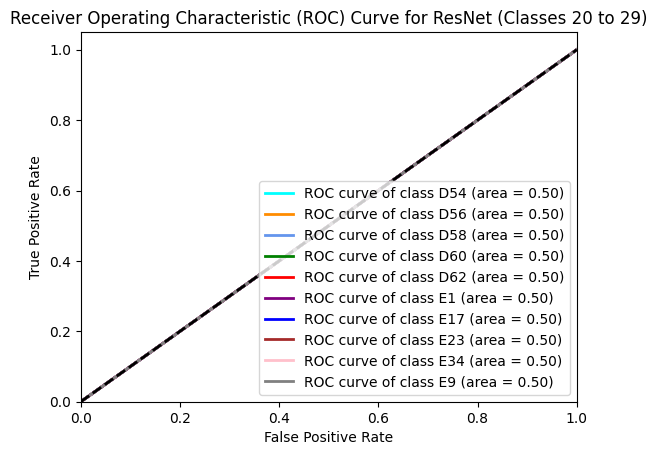 Receiver Operating Characteristic (ROC) Curve for ResNet (Classes 20 to 29)
True Positive Rate
1.0
0.8
0.6
0.4
0.2
0.0
ROC curve of class D54 (area = 0.50)
ROC curve of class D56 (area = 0.50)
ROC curve of class D58 (area = 0.50)
ROC curve of class D60 (area = 0.50)
ROC curve of class D62 (area = 0.50)
ROC curve of class E1 (area = 0.50)
ROC curve of class E17 (area = 0.50)
ROC curve of class E23 (area = 0.50)
ROC curve of class E34 (area = 0.50)
ROC curve of class E9 (area = 0.50)
0.0 0.2 0.4 0.6 0.8 1.0
False Positive Rate